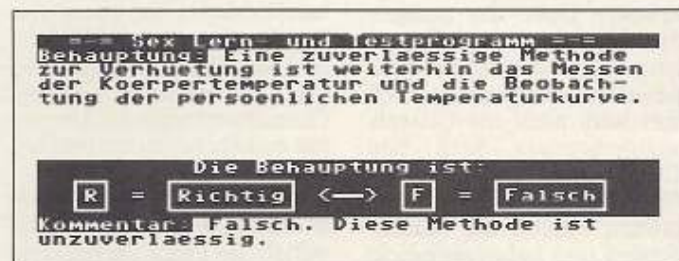 =-= Sex Lern- und Testprogramm =-=
Behauptung: Eine zuverlaessige Methode
zur Verhuetung ist weiterhin das Messen
der Koerpertemperatur und die Beobach-
tung der persoenlichen Temperaturkurve.
Die Behauptung ist:
R = Richtig <—> F = Falsch
Kommentar: Falsch. Diese Methode ist
unzuverlaessig.